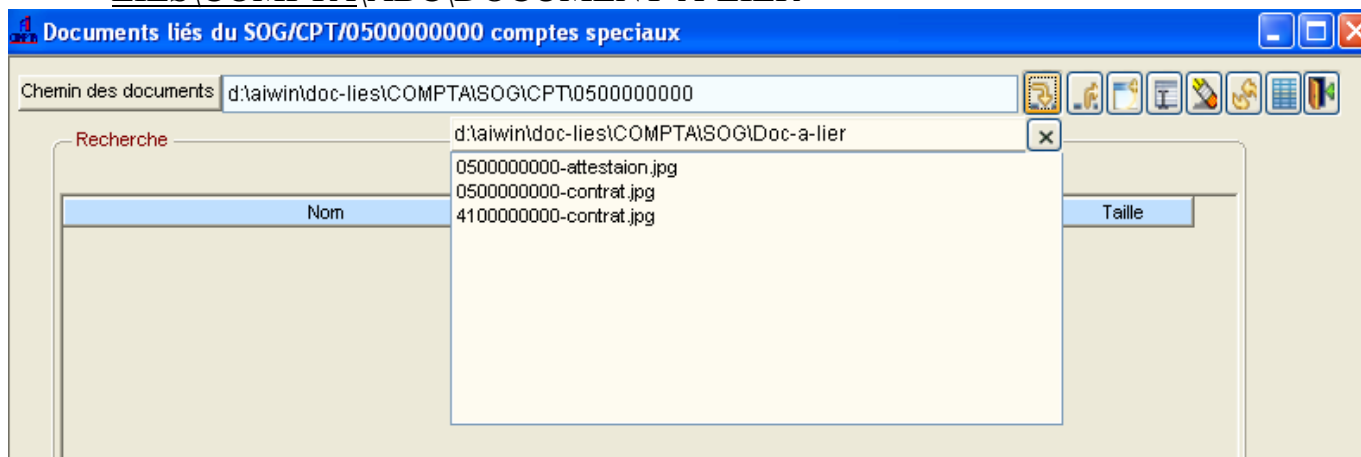 Documents liés du SOG/CPT/0500000000 comptes speciaux
Chemin des documents d:\aiwin\doc-lies\COMPTA\SOG\CPT\0500000000
Recherche
d:\aiwin\doc-lies\COMPTA\SOG\Doc-a-lier
0500000000-attestaion.jpg
0500000000-contrat.jpg
4100000000-contrat.jpg
Nom Taille